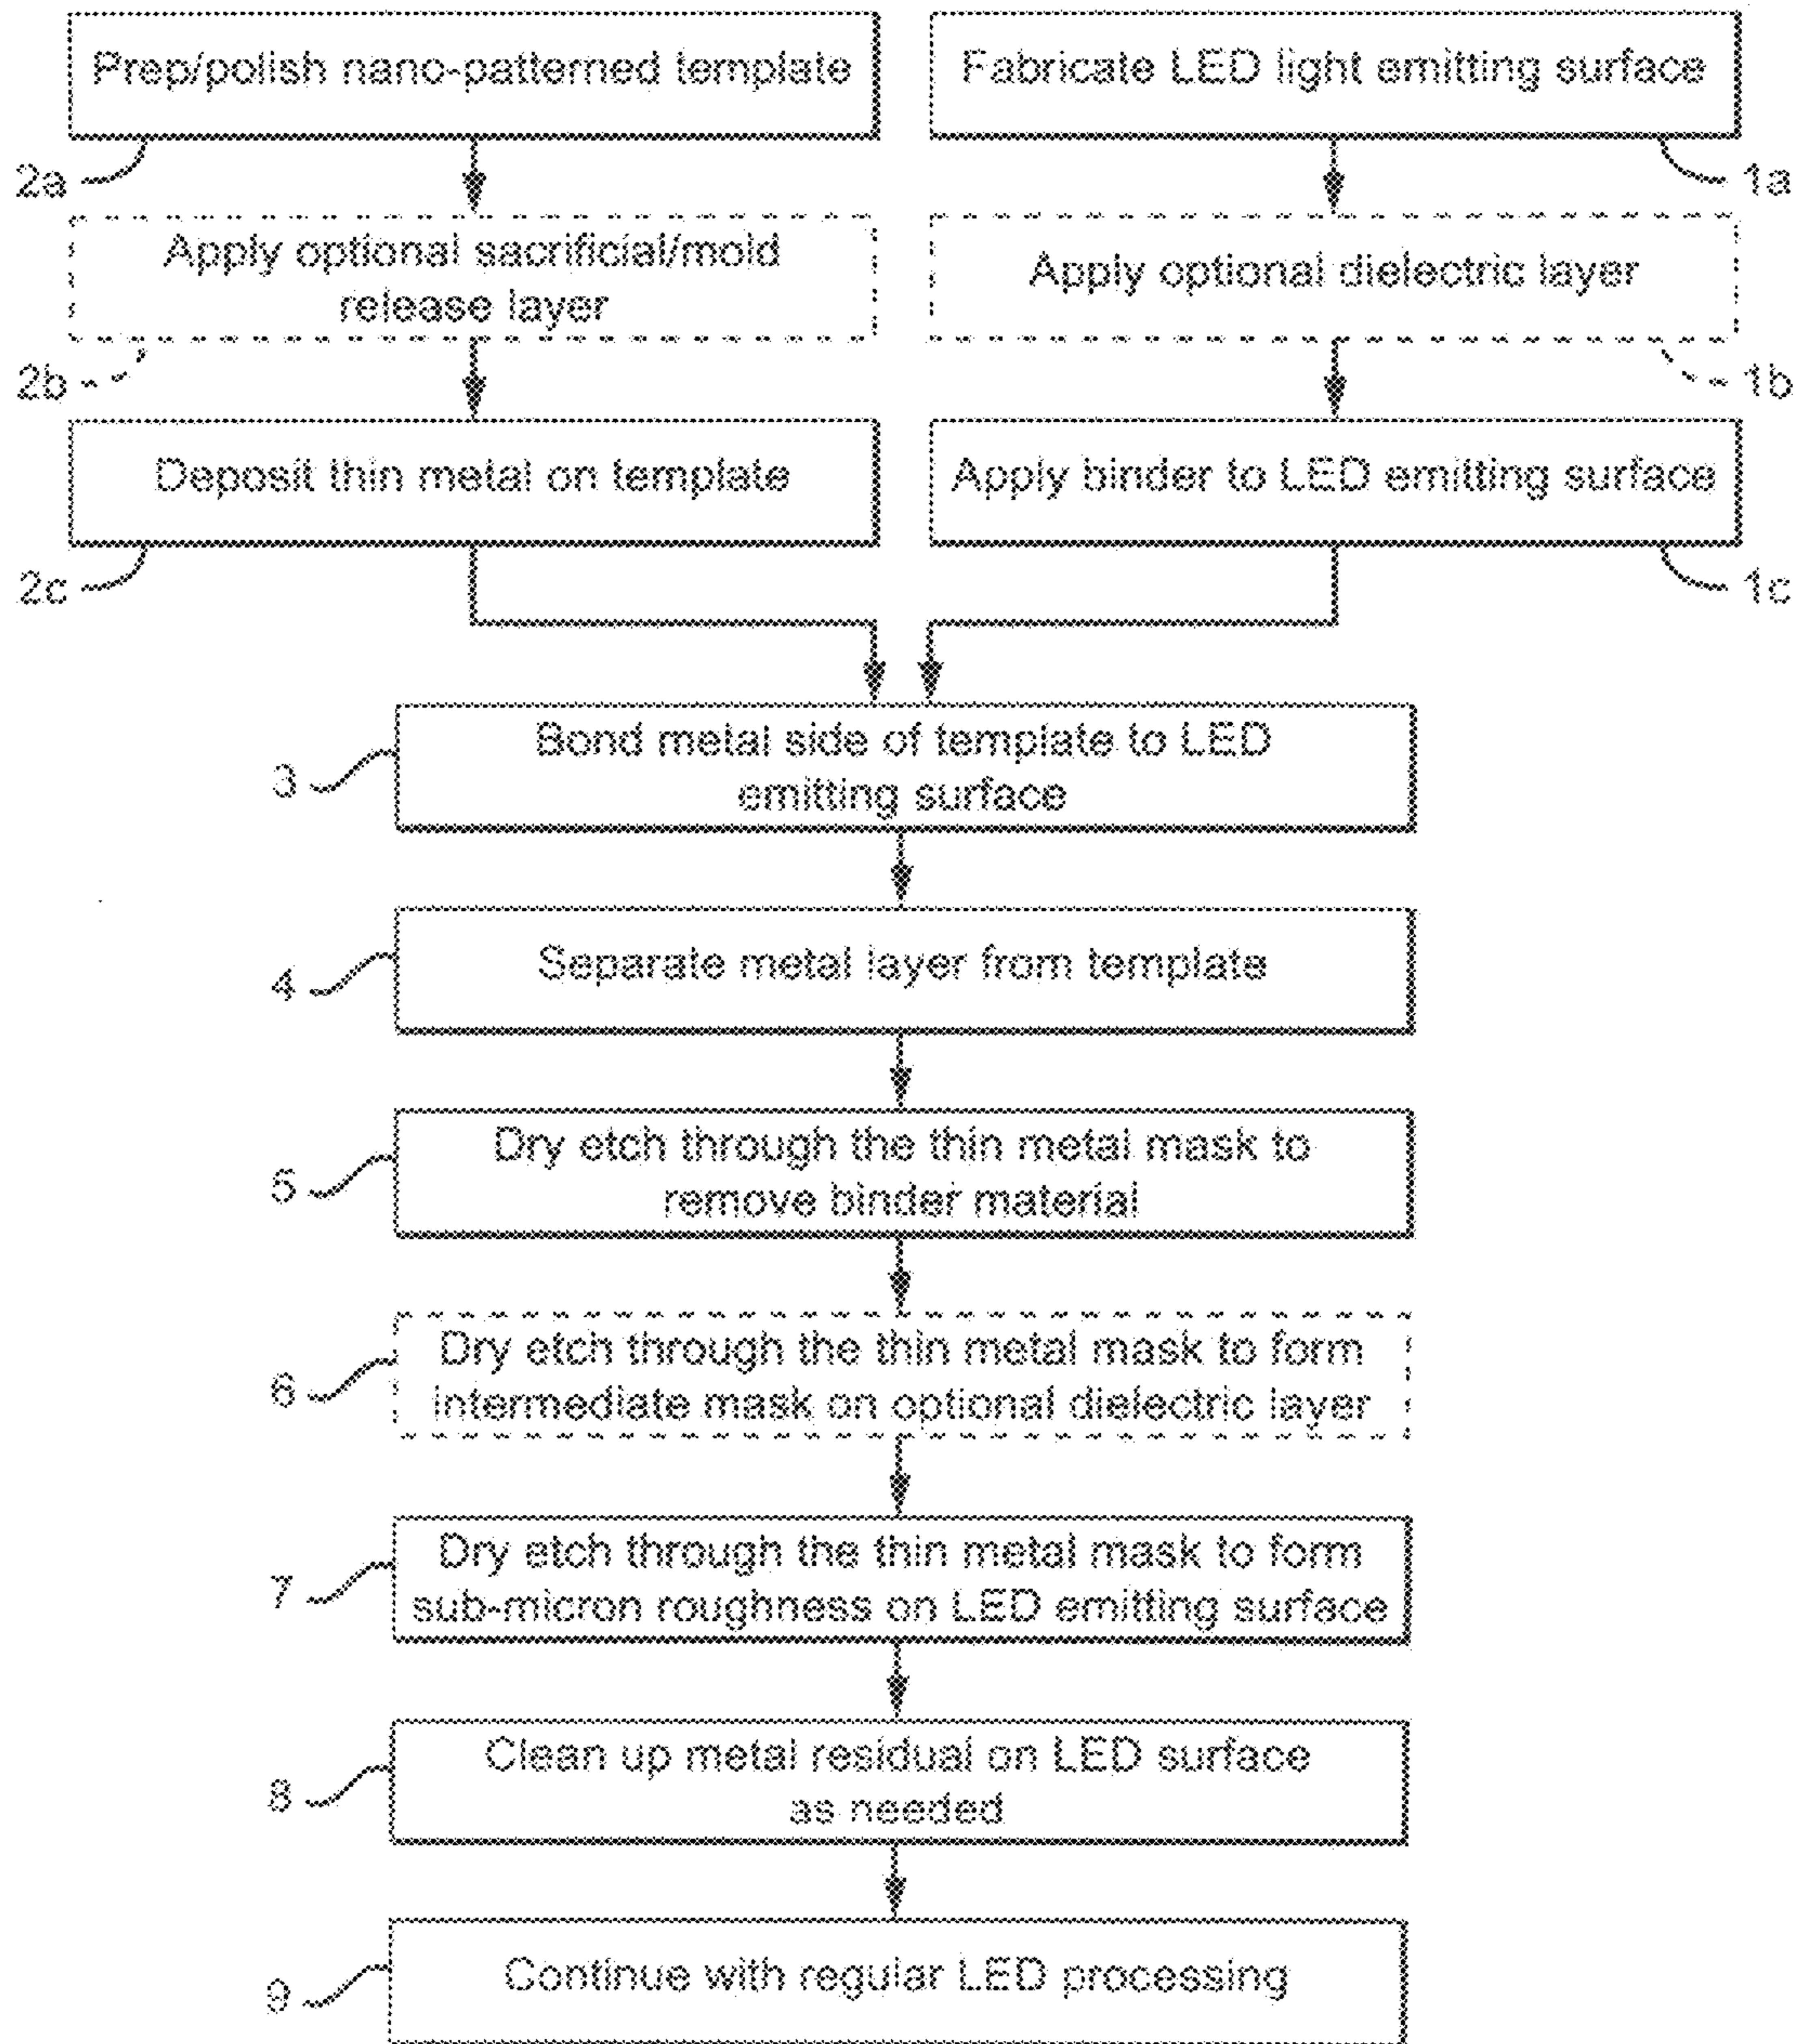 Prep/polish nano-patterned template
Fabricate LED light emitting surface
2a
1a
Apply optional sacrificial/mold
release layer
Apply optional dielectric layer
2b
1b
Deposit thin metal on template
Apply binder to LED emitting surface
2c
1c
Bond metal side of template to LED
emitting surface
3
Separate metal layer from template
4
Dry etch through the thin metal mask to
remove binder material
5
Dry etch through the thin metal mask to form
intermediate mask on optional dielectric layer
6
Dry etch through the thin metal mask to form
sub-micron roughness on LED emitting surface
7
Clean up metal residual on LED surface
as needed
8
Continue with regular LED processing
9